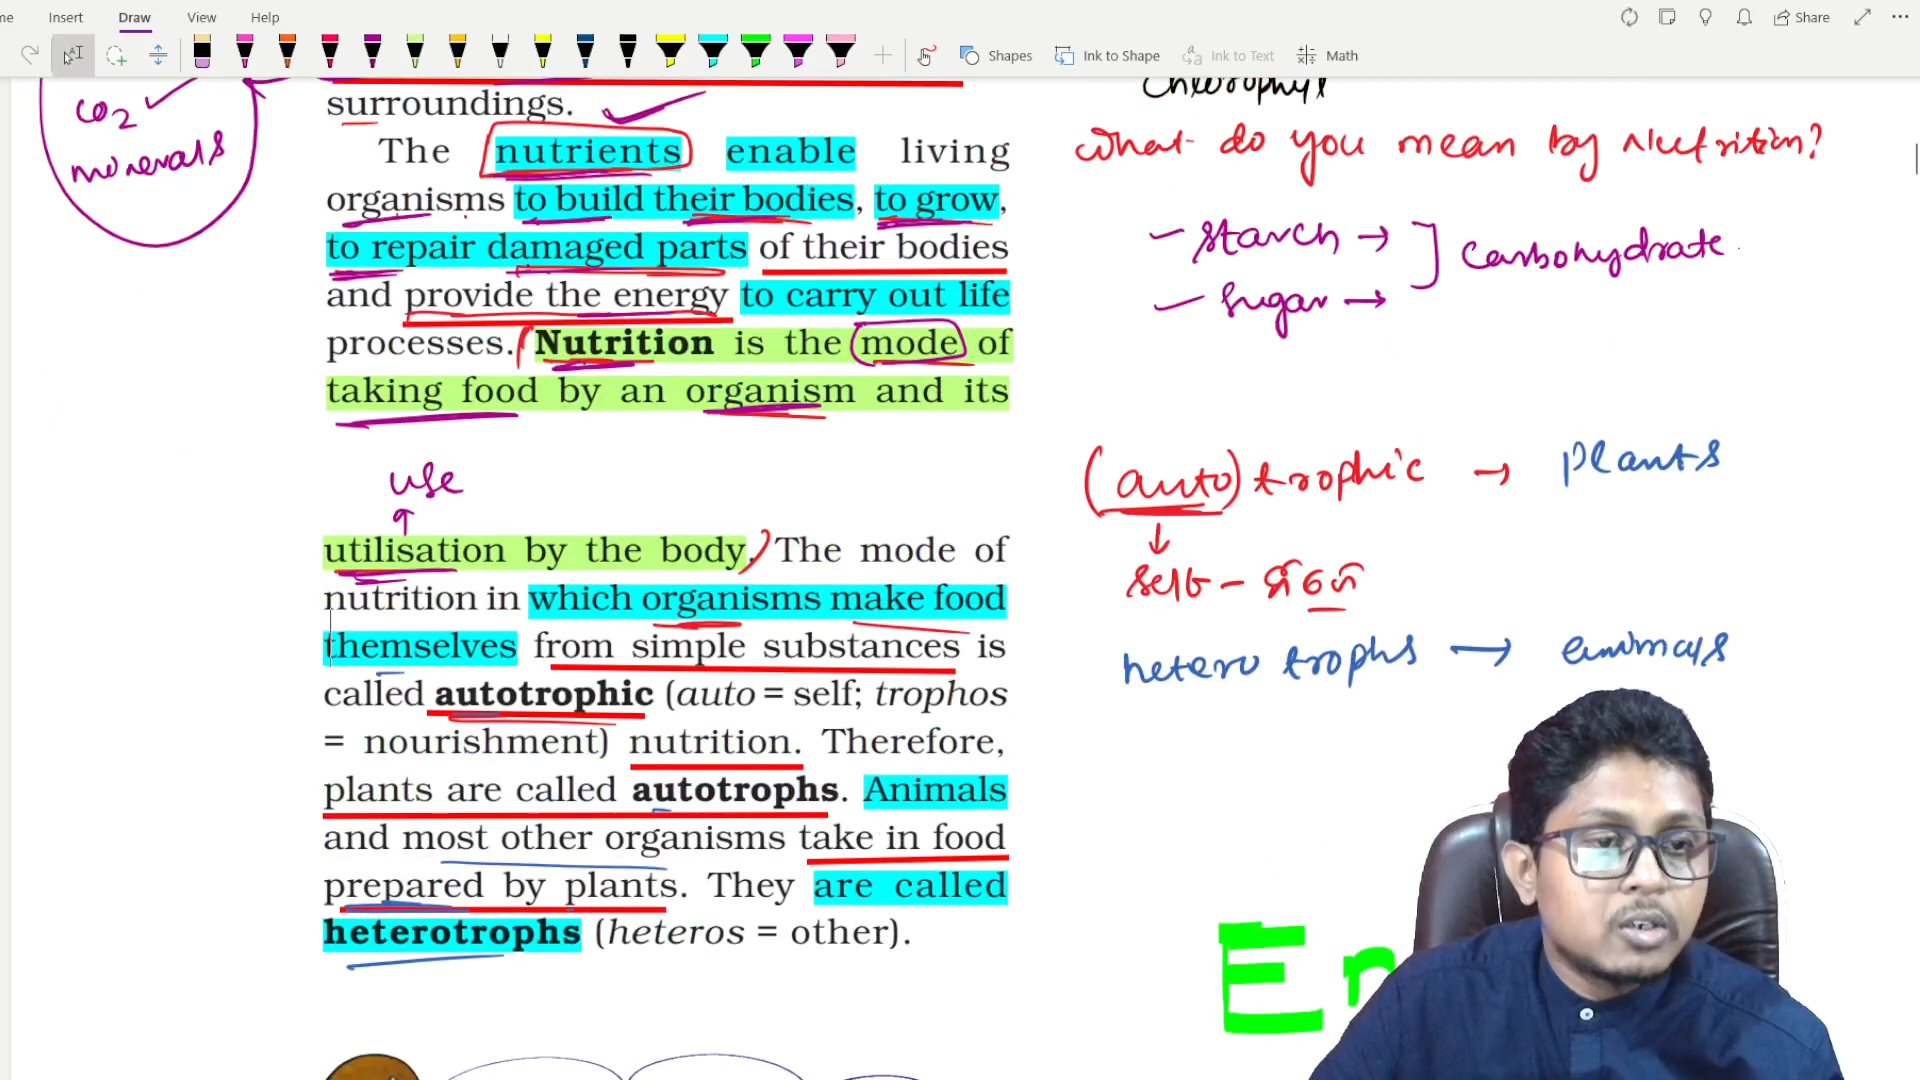 me Insert Draw View Help Share
Shapes Ink to Shape Ink to Text Math
co2
minerals
surroundings.
The nutrients enable living
organisms to build their bodies, to grow,
to repair damaged parts of their bodies
and provide the energy to carry out life
processes. Nutrition is the mode of
taking food by an organism and its
use
utilisation by the body. The mode of
nutrition in which organisms make food
themselves from simple substances is
called autotrophic (auto = self; trophos
= nourishment) nutrition. Therefore,
plants are called autotrophs. Animals
and most other organisms take in food
prepared by plants. They are called
heterotrophs (heteros = other).
chlorophyl
What do you mean by Nutrition?
- starch →
- sugar →
] carbohydrate
(auto) trophic → plants
self -
hetero trophs → animals
En